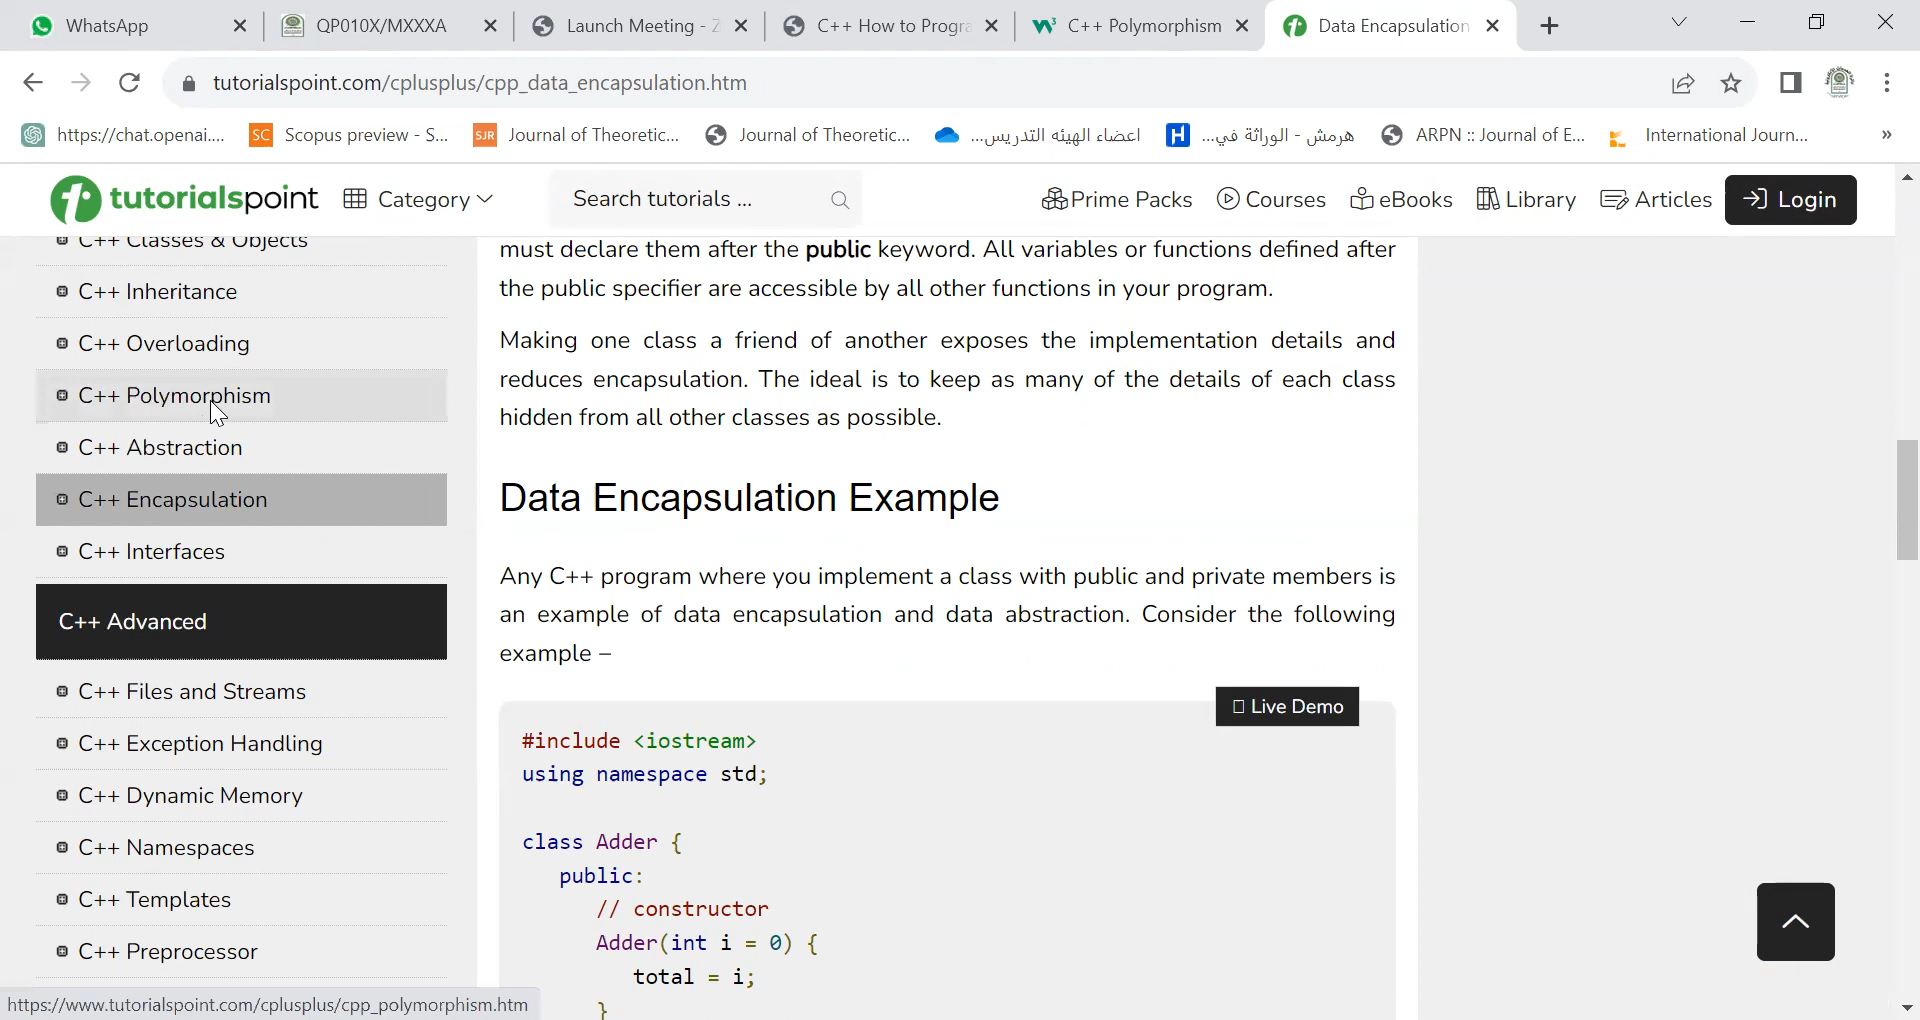 WhatsApp
QP010X/MXXXA
Launch Meeting - Z
C++ How to Progra
C++ Polymorphism
Data Encapsulation
tutorialspoint.com/cplusplus/cpp_data_encapsulation.htm
https://chat.openai....
SC Scopus preview - S...
SJR Journal of Theoretic...
Journal of Theoretic...
اعضاء الهيئه التدريس...
H هرمش - الوراثة في...
ARPN :: Journal of E...
International Journ...
»
tutorialspoint
Category
Search tutorials ...
Prime Packs
Courses
eBooks
Library
Articles
Login
C++ Classes & Objects
C++ Inheritance
C++ Overloading
C++ Polymorphism
C++ Abstraction
C++ Encapsulation
C++ Interfaces
C++ Advanced
C++ Files and Streams
C++ Exception Handling
C++ Dynamic Memory
C++ Namespaces
C++ Templates
C++ Preprocessor
must declare them after the public keyword. All variables or functions defined after
the public specifier are accessible by all other functions in your program.
Making one class a friend of another exposes the implementation details and
reduces encapsulation. The ideal is to keep as many of the details of each class
hidden from all other classes as possible.
Data Encapsulation Example
Any C++ program where you implement a class with public and private members is
an example of data encapsulation and data abstraction. Consider the following
example –
Live Demo
#include <iostream>
using namespace std;
class Adder {
public:
// constructor
Adder(int i = 0) {
total = i;
}
https://www.tutorialspoint.com/cplusplus/cpp_polymorphism.htm